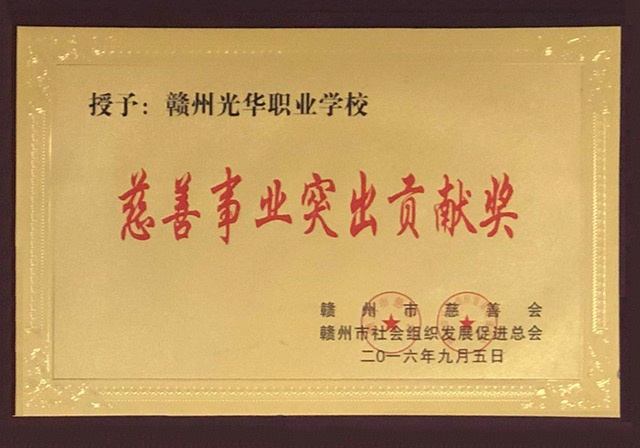 授予：赣州光华职业学校
慈善事业突出贡献奖
赣州市慈善会
赣州市社会组织发展促进总会
二0一六年九月五日